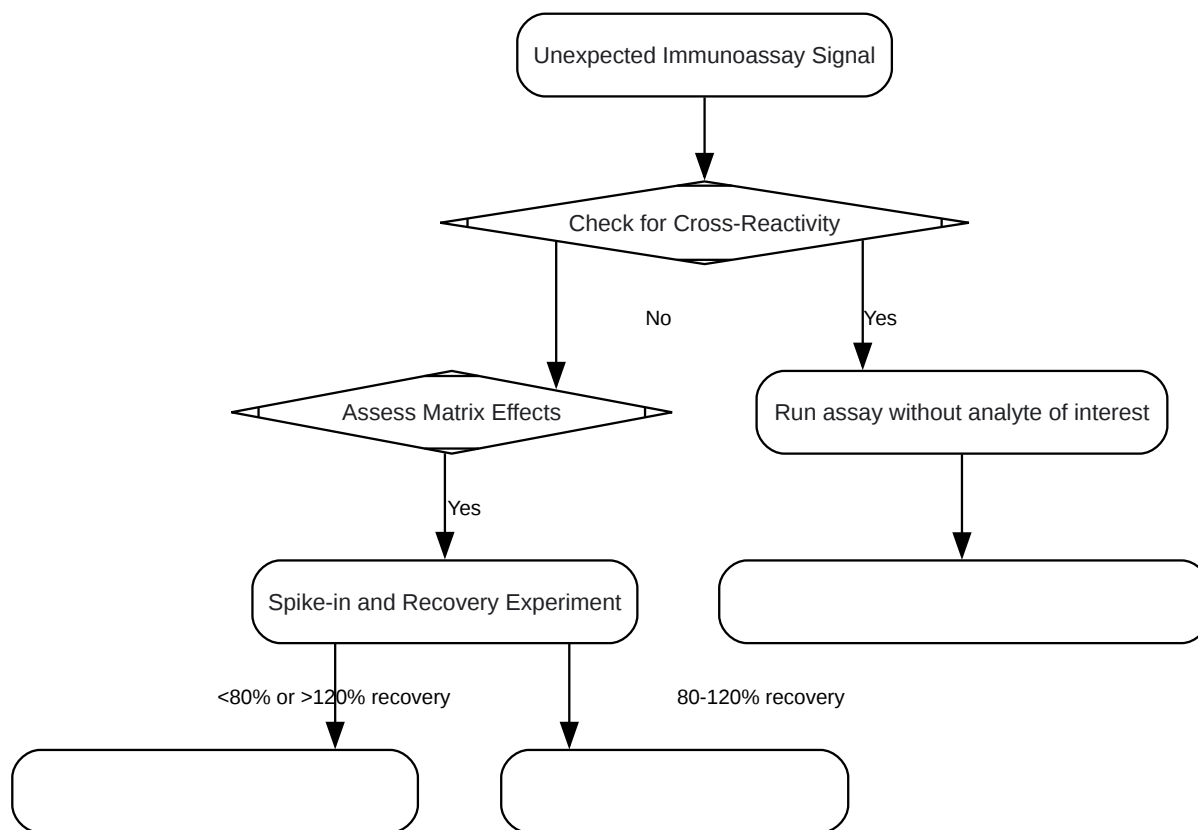 Unexpected Immunoassay Signal
Check for Cross-Reactivity
No
Yes
Assess Matrix Effects
Run assay without analyte of interest
Yes
Spike-in and Recovery Experiment
<80% or >120% recovery
80-120% recovery